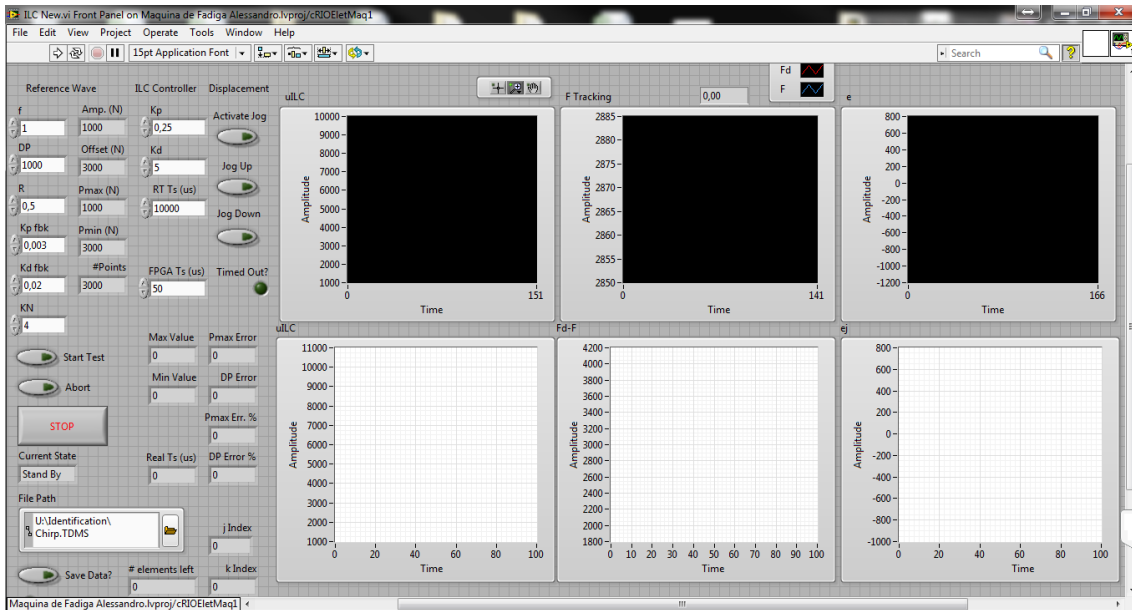 ILC New.vi Front Panel on Maquina de Fadiga Alessandro.lvproj/cRIOEletMaq1
File Edit View Project Operate Tools Window Help
15pt Application Font
Search
Reference Wave
f
1
Amp. (N)
1000
DP
1000
Offset (N)
3000
R
0,5
Pmax (N)
1000
Kp fbk
0,003
Pmin (N)
3000
Kd fbk
0,02
#Points
3000
KN
4
ILC Controller
Kp
0,25
Kd
5
RT Ts (us)
10000
FPGA Ts (us)
50
Displacement
Activate Jog
Jog Up
Jog Down
Timed Out?
Start Test
Abort
STOP
Current State
Stand By
Max Value
0
Pmax Error
0
Min Value
0
DP Error
0
Pmax Err. %
0
Real Ts (us)
0
DP Error %
0
File Path
U:\Identification\
Chirp.TDMS
j Index
0
Save Data?
# elements left
0
k Index
0
uILC
10000
9000
8000
7000
6000
5000
4000
3000
2000
1000
Amplitude
0 151
Time
F Tracking
0,00
Fd
F
2885
2880
2875
2870
2865
2860
2855
2850
Amplitude
0 141
Time
e
800
600
400
200
0
-200
-400
-600
-800
-1000
-1200
Amplitude
0 166
Time
uILC
11000
10000
9000
8000
7000
6000
5000
4000
3000
2000
1000
Amplitude
0 20 40 60 80 100
Time
Fd-F
4200
4000
3800
3600
3400
3200
3000
2800
2600
2400
2200
2000
1800
Amplitude
0 10 20 30 40 50 60 70 80 90 100
Time
ej
800
600
400
200
0
-200
-400
-600
-800
-1000
Amplitude
0 20 40 60 80 100
Time
Maquina de Fadiga Alessandro.lvproj/cRIOEletMaq1